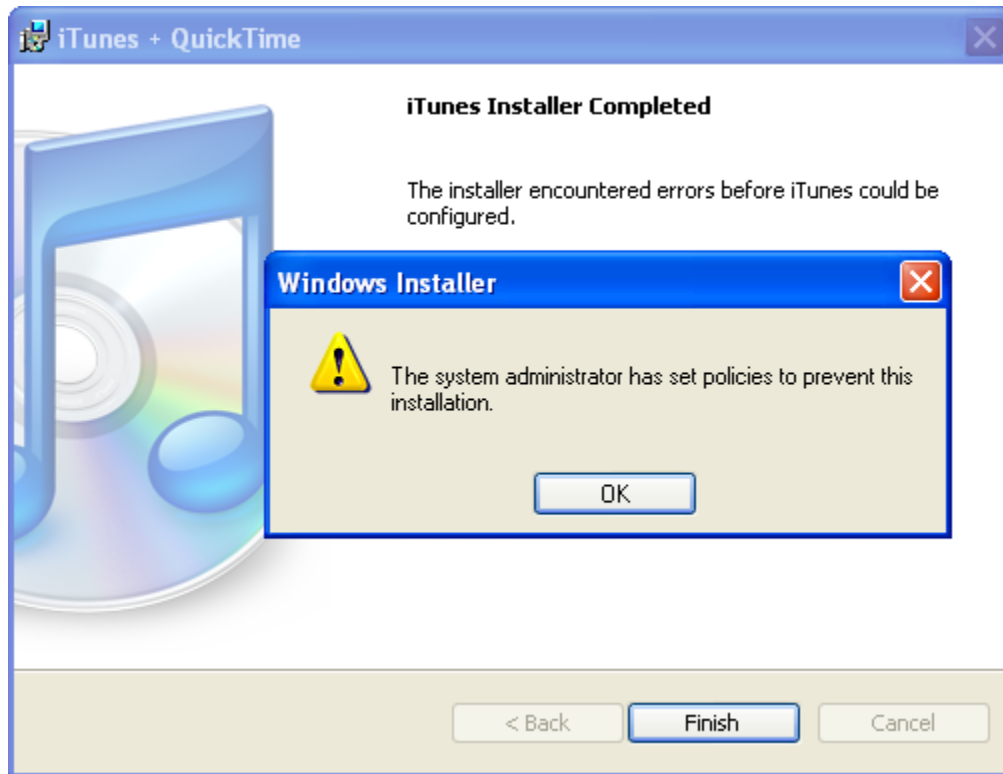 iTunes + QuickTime
iTunes Installer Completed
The installer encountered errors before iTunes could be
configured.
Windows Installer
The system administrator has set policies to prevent this
installation.
OK
< Back
Finish
Cancel